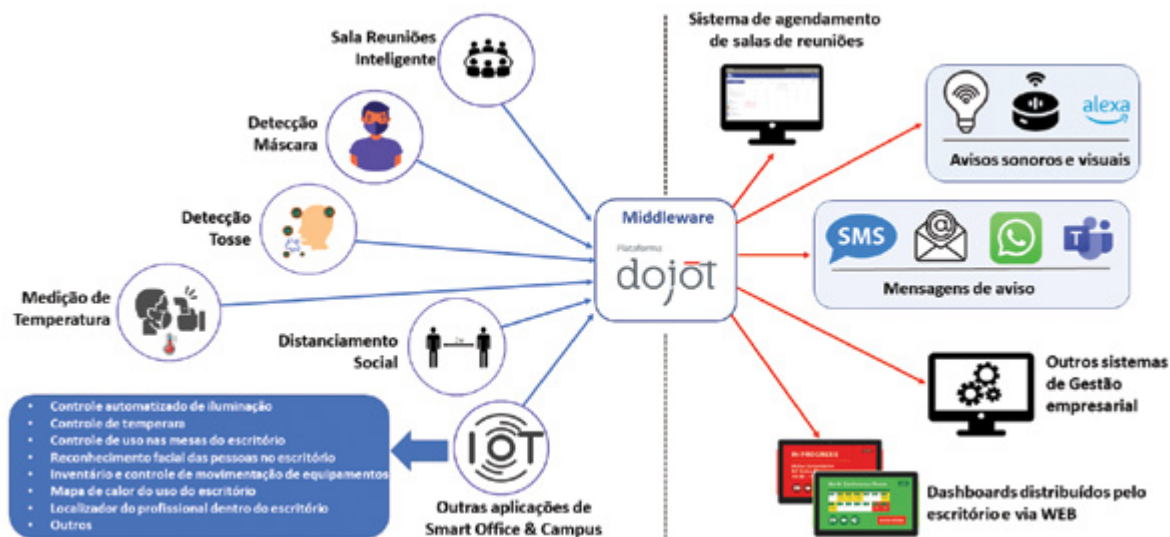 Sala Reuniões
Inteligente
Detecção
Máscara
Detecção
Tosse
Medição de
Temperatura
Distanciamento
Social
IOT
Outras aplicações de
Smart Office & Campus
• Controle automatizado de iluminação
• Controle de temperara
• Controle de uso nas mesas do escritório
• Reconhecimento facial das pessoas no escritório
• Inventário e controle de movimentação de equipamentos
• Mapa de calor do uso do escritório
• Localizador do profissional dentro do escritório
• Outros
Middleware
Plataforma
dojót
Sistema de agendamento
de salas de reuniões
alexa
Avisos sonoros e visuais
SMS
@
T
Mensagens de aviso
Outros sistemas
de Gestão
empresarial
IN-PROGRESS
Dashboards distribuídos pelo
escritório e via WEB